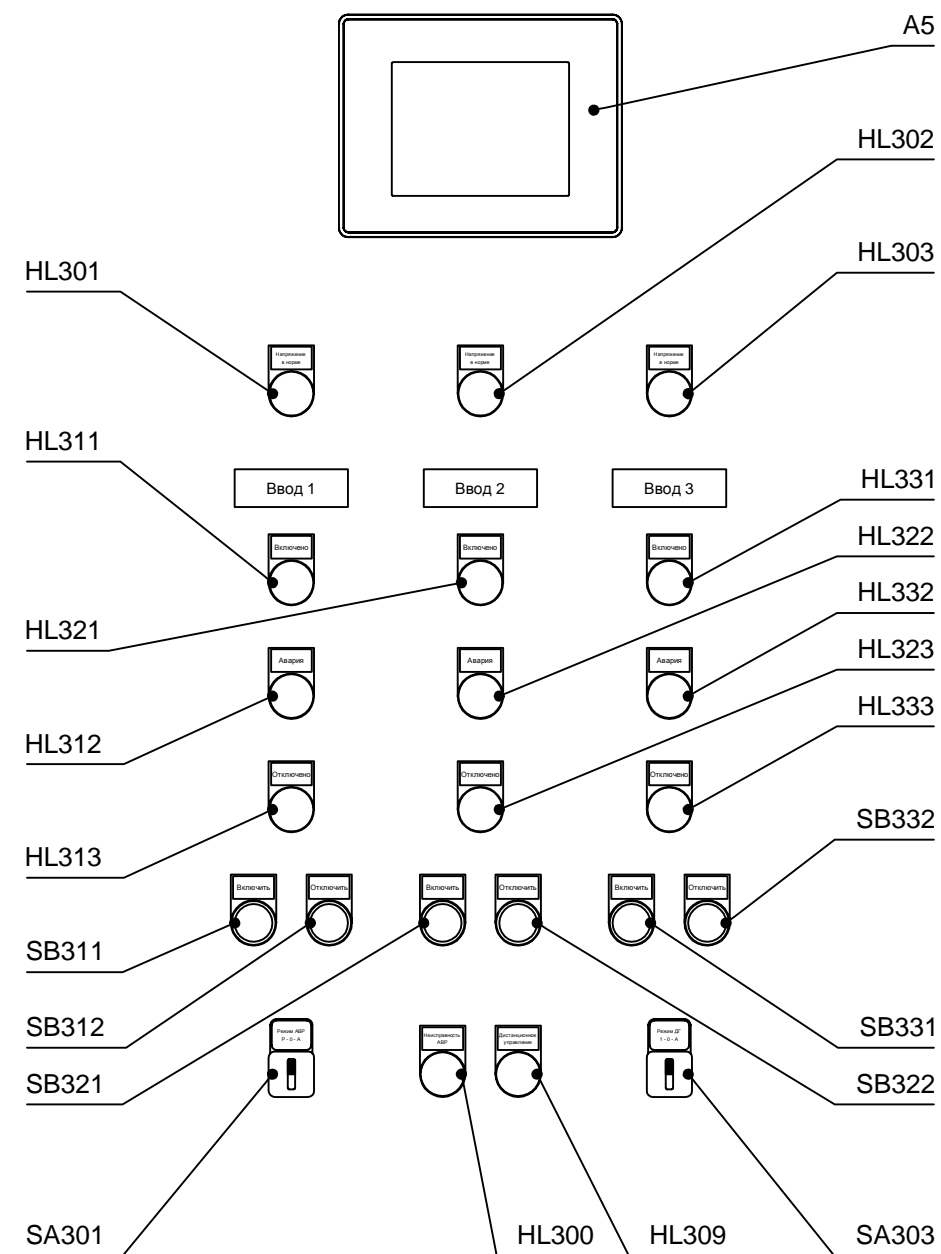 A5
HL302
HL303
HL301
Напряжение
в норме
Напряжение
в норме
Напряжение
в норме
HL311
Ввод 1
Ввод 2
Ввод 3
HL331
HL322
Включено
Включено
Включено
HL332
HL321
HL323
Авария
Авария
Авария
HL333
HL312
Отключено
Отключено
Отключено
SB332
HL313
Включить
Отключить
Включить
Отключить
Включить
Отключить
SB311
SB312
SB331
Режим АВР
Р - 0 - А
Неисправность
АВР
Дистанционное
управление
Режим ДГ
1 - 0 - А
SB321
SB322
SA301
HL300
HL309
SA303